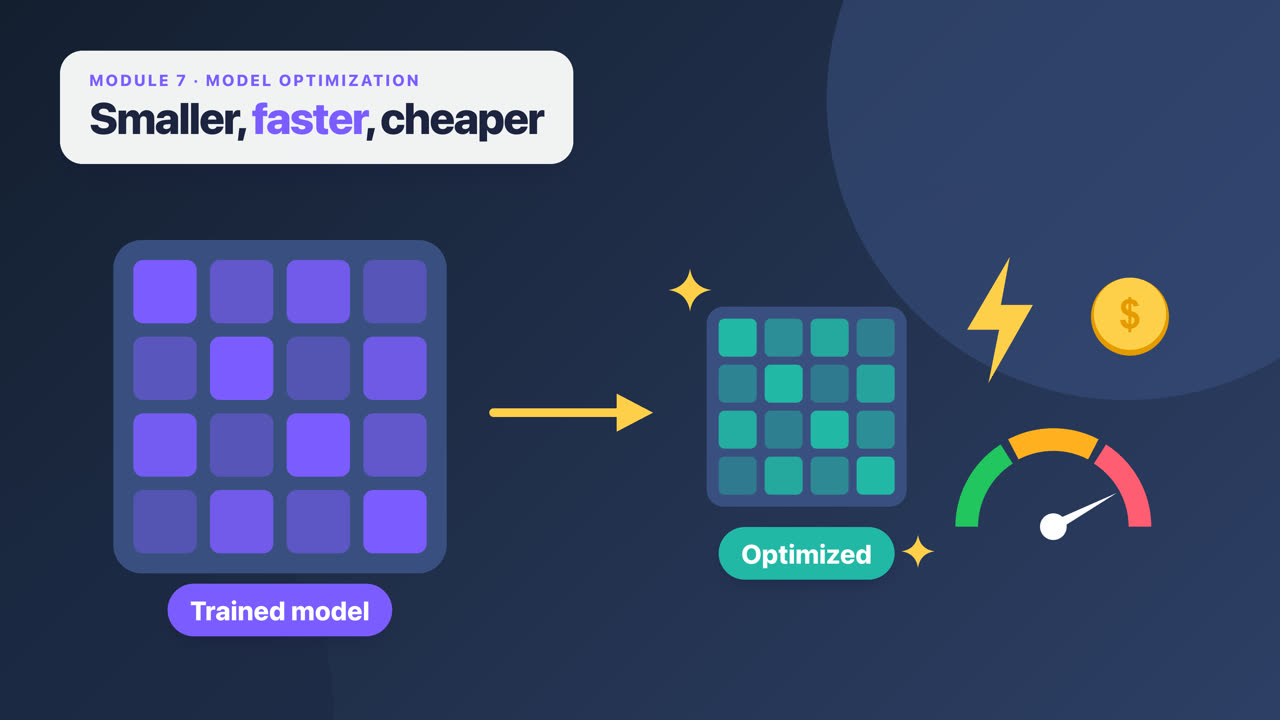 MODULE 7 · MODEL OPTIMIZATION
Smaller, faster, cheaper
$
Optimized
Trained model